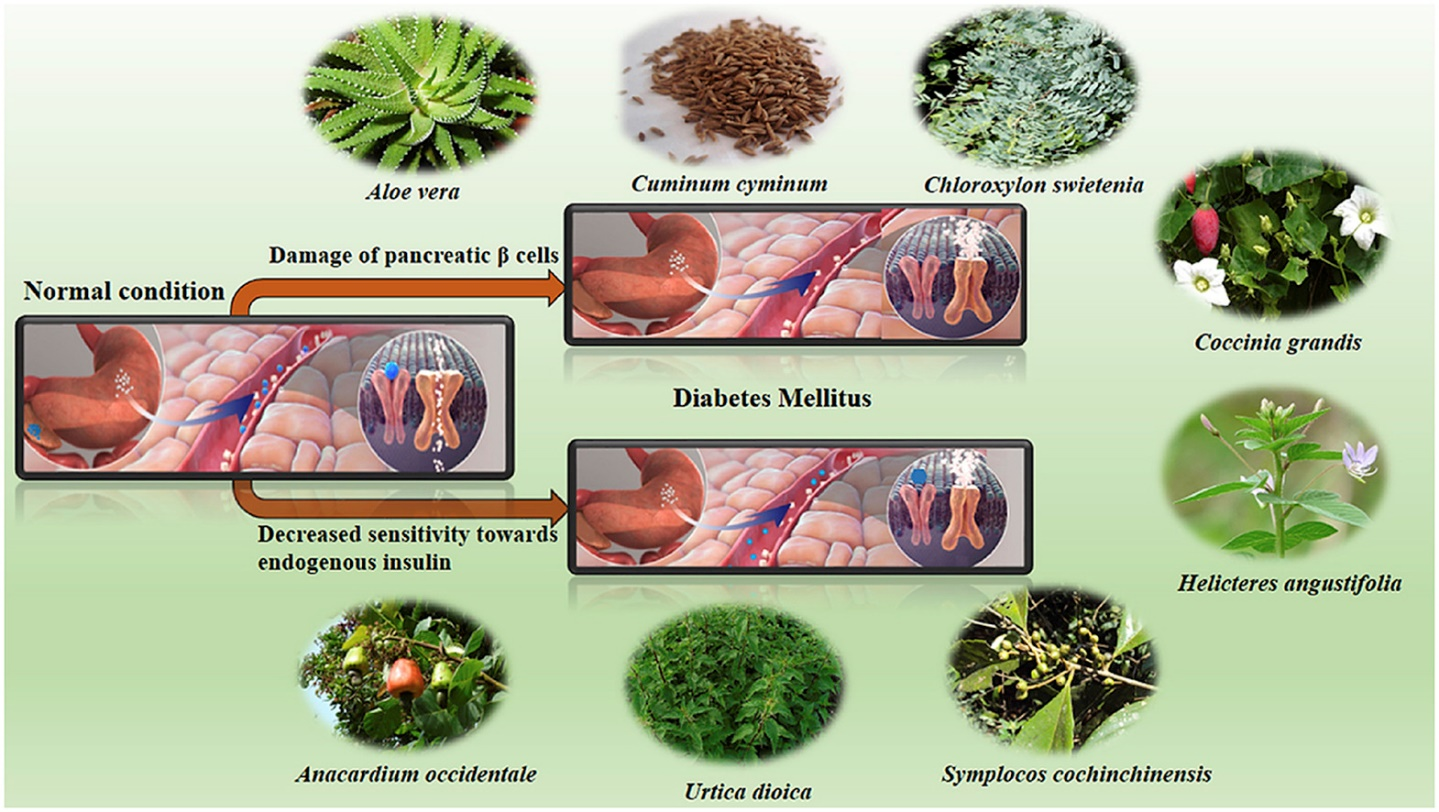 Aloe vera
Cuminum cyminum
Chloroxylon swietenia
Damage of pancreatic β cells
Normal condition
Coccinia grandis
Diabetes Mellitus
Decreased sensitivity towards
endogenous insulin
Helicteres angustifolia
Anacardium occidentale
Urtica dioica
Symplocos cochinchinensis